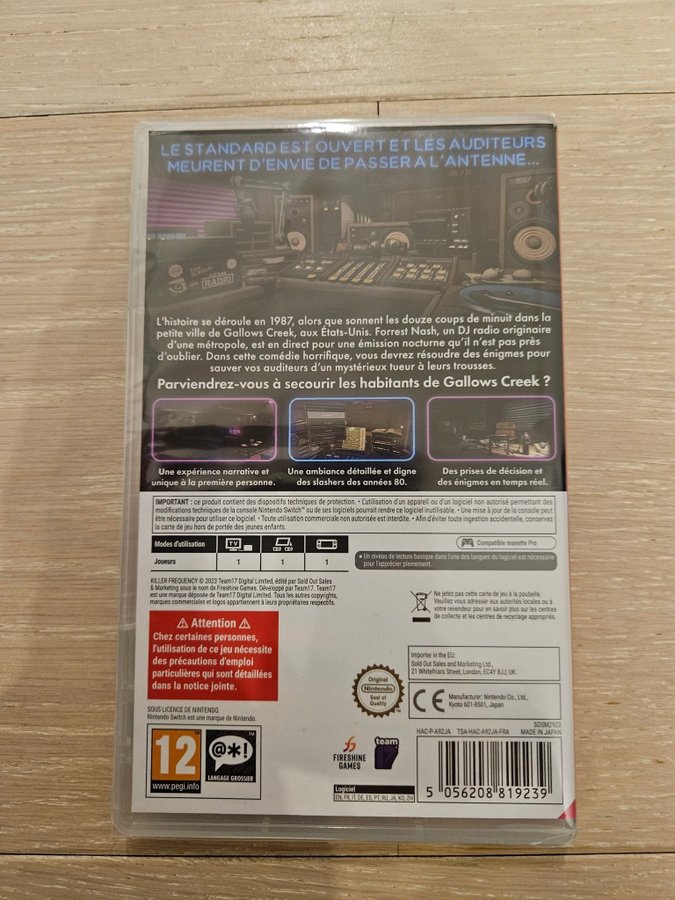 LE STANDARD EST OUVERT ET LES AUDITEURS
MEURENT D'ENVIE DE PASSER A L'ANTENNE...
RADIO
L'histoire se déroule en 1987, alors que sonnent les douze coups de minuit dans la
petite ville de Gallows Creek, aux États-Unis. Forrest Nash, un DJ radio originaire
d'une métropole, est en direct pour une émission nocturne qu'il n'est pas près
d'oublier. Dans cette comédie horrifique, vous devrez résoudre des énigmes pour
sauver vos auditeurs d'un mystérieux tueur à leurs trousses.
Parviendrez-vous à secourir les habitants de Gallows Creek ?
Une expérience narrative et
unique à la première personne.
Une ambiance détaillée et digne
des slashers des années 80.
Des prises de décision et
des énigmes en temps réel.
IMPORTANT : ce produit contient des dispositifs techniques de protection. • L'utilisation d'un appareil ou d'un logiciel non autorisé permettant des
modifications techniques de la console Nintendo Switch™ ou de ses logiciels pourrait rendre ce logiciel inutilisable. • Une mise à jour de la console peut
être nécessaire pour utiliser ce logiciel. • Toute utilisation commerciale non autorisée est interdite. • Afin d'éviter toute ingestion accidentelle, conservez
la carte de jeu hors de portée des jeunes enfants.
Modes d'utilisation
TV
Joueurs
1
1
1
Compatible manette Pro
• Un niveau de lecture basique dans l'une des langues du logiciel est nécessaire
pour l'apprécier pleinement.
KILLER FREQUENCY © 2023 Team17 Digital Limited, édité par Sold Out Sales
& Marketing sous le nom de Fireshine Games. Développé par Team17. Team17
est une marque déposée de Team17 Digital Limited. Tous les autres copyrights,
marques commerciales et logos appartiennent à leurs propriétaires respectifs.
Attention
Chez certaines personnes,
l'utilisation de ce jeu nécessite
des précautions d'emploi
particulières qui sont détaillées
dans la notice jointe.
Ne jetez pas cette carte de jeu à la poubelle.
Veuillez vous adresser aux autorités locales ou à
votre revendeur pour en savoir plus sur les centres
de collecte et les centres de recyclage appropriés.
Importer in the EU:
Sold Out Sales and Marketing Ltd.,
21 Whitefriars Street, London, EC4Y 8JJ, UK.
Original
Nintendo
Seal of
Quality
CE
Manufacturer: Nintendo Co., Ltd.,
Kyoto 601-8501, Japan
SOUS LICENCE DE NINTENDO.
Nintendo Switch est une marque de Nintendo.
SOSM2923
HAC-P-A92JA TSA-HAC-A92JA-FRA MADE IN JAPAN
12
www.pegi.info
@*!
LANGAGE GROSSIER
FIRESHINE
GAMES
team
17
Logiciel
EN, FR, IT, DE, ES, PT, RU, JA, KO, ZH
5 056208 819239